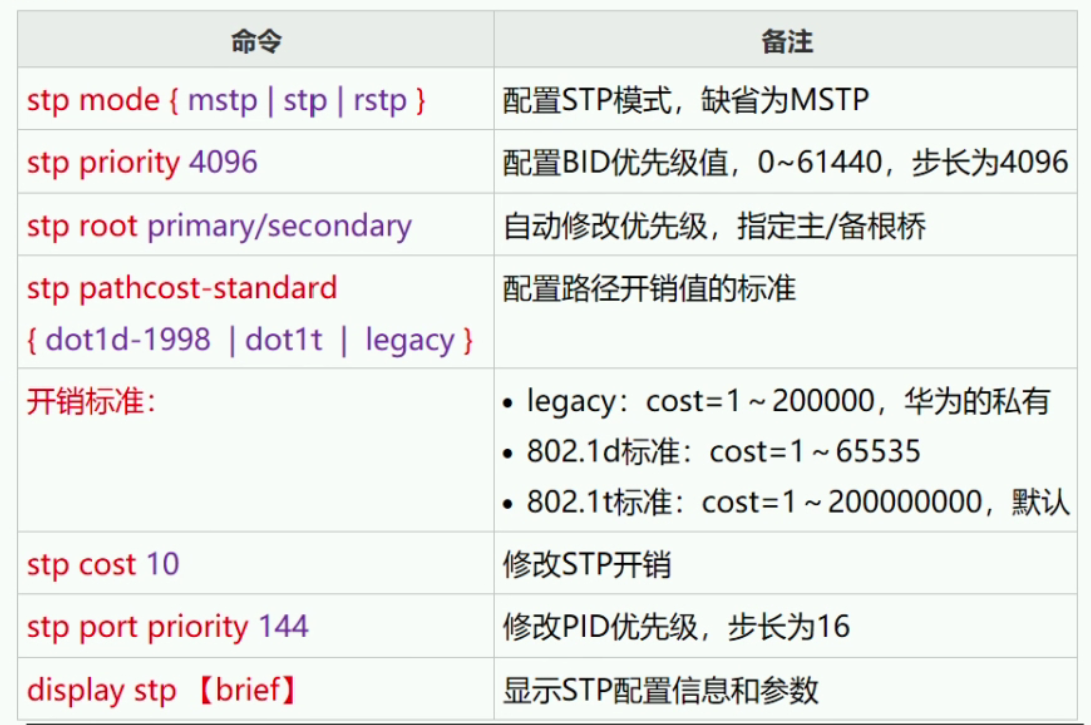 命令 备注
stp mode { mstp | stp | rstp } 配置STP模式，缺省为MSTP
stp priority 4096 配置BID优先级值，0~61440，步长为4096
stp root primary/secondary 自动修改优先级，指定主/备根桥
stp pathcost-standard 配置路径开销值的标准
{ dot1d-1998 | dot1t | legacy }
开销标准： • legacy：cost=1～200000，华为的私有
• 802.1d标准：cost=1～65535
• 802.1t标准：cost=1～200000000，默认
stp cost 10 修改STP开销
stp port priority 144 修改PID优先级，步长为16
display stp 【brief】 显示STP配置信息和参数